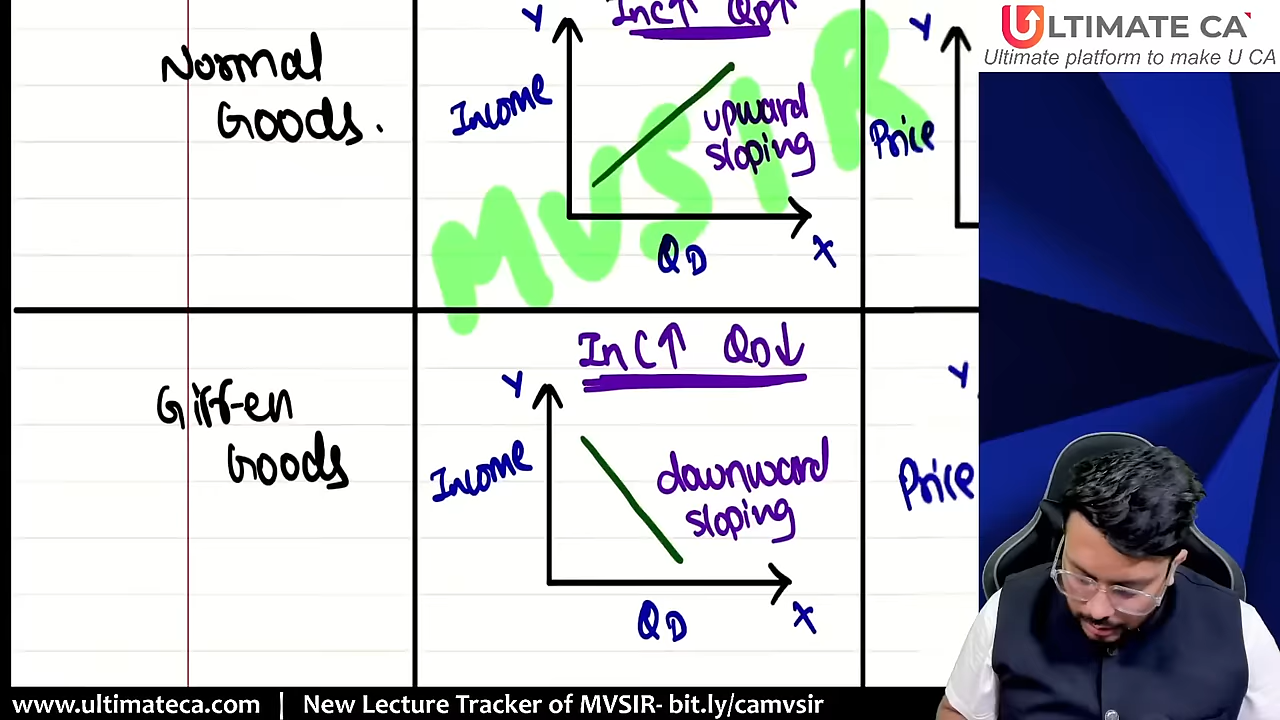 Inc↑ QD↑
ULTIMATE CA
Ultimate platform to make U CA
Normal
Goods.
Y
Income
upward
sloping
QD
X
Y
Price
MVSIR
Giffen
Goods
Inc↑ QD↓
Y
Income
downward
sloping
QD
X
Y
Price
www.ultimateca.com | New Lecture Tracker of MVSIR- bit.ly/camvsir